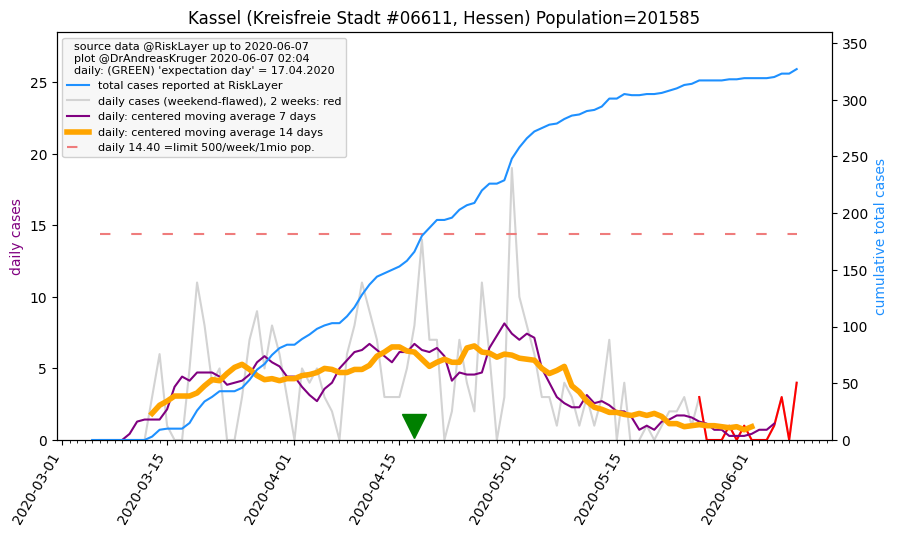 Kassel (Kreisfreie Stadt #06611, Hessen) Population=201585
source data @RiskLayer up to 2020-06-07
plot @DrAndreasKruger 2020-06-07 02:04
daily: (GREEN) 'expectation day' = 17.04.2020
total cases reported at RiskLayer
daily cases (weekend-flawed), 2 weeks: red
daily: centered moving average 7 days
daily: centered moving average 14 days
daily 14.40 =limit 500/week/1mio pop.
daily cases
25
20
15
10
5
0
cumulative total cases
350
300
250
200
150
100
50
0
2020-03-01
2020-03-15
2020-04-01
2020-04-15
2020-05-01
2020-05-15
2020-06-01